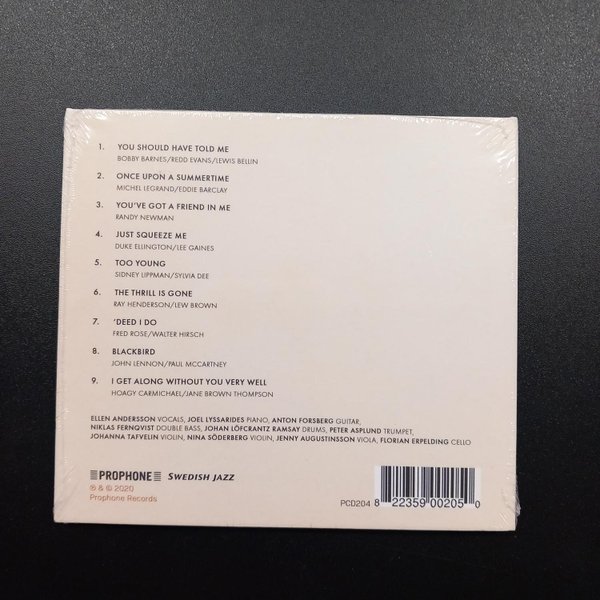 1. YOU SHOULD HAVE TOLD ME
BOBBY BARNES/REDD EVANS/LEWIS BELLIN
2. ONCE UPON A SUMMERTIME
MICHEL LEGRAND/EDDIE BARCLAY
3. YOU'VE GOT A FRIEND IN ME
RANDY NEWMAN
4. JUST SQUEEZE ME
DUKE ELLINGTON/LEE GAINES
5. TOO YOUNG
SIDNEY LIPPMAN/SYLVIA DEE
6. THE THRILL IS GONE
RAY HENDERSON/LEW BROWN
7. 'DEED I DO
FRED ROSE/WALTER HIRSCH
8. BLACKBIRD
JOHN LENNON/PAUL MCCARTNEY
9. I GET ALONG WITHOUT YOU VERY WELL
HOAGY CARMICHAEL/JANE BROWN THOMPSON
ELLEN ANDERSSON VOCALS, JOEL LYSSARIDES PIANO, ANTON FORSBERG GUITAR,
NIKLAS FERNQVIST DOUBLE BASS, JOHAN LÖFCRANTZ RAMSAY DRUMS, PETER ASPLUND TRUMPET,
JOHANNA TAFVELIN VIOLIN, NINA SÖDERBERG VIOLIN, JENNY AUGUSTINSSON VIOLA, FLORIAN ERPELDING CELLO
PROPHONE SWEDISH JAZZ
℗ & © 2020
Prophone Records
PCD204 8 22359 00205 0